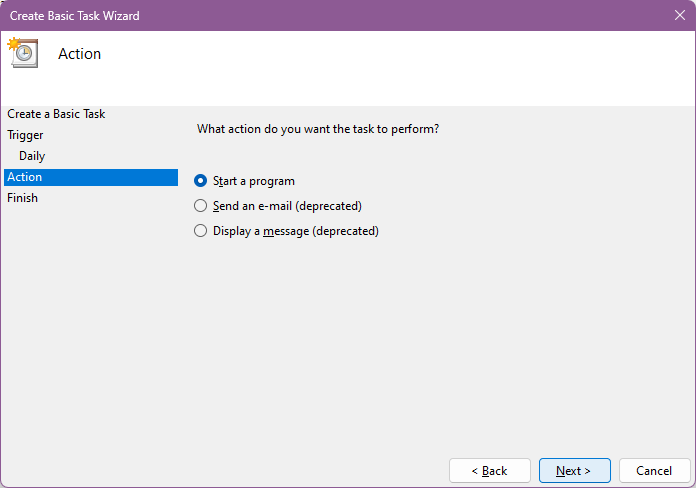 Create Basic Task Wizard
Action
Create a Basic Task
Trigger
Daily
Action
Finish
What action do you want the task to perform?
Start a program
Send an e-mail (deprecated)
Display a message (deprecated)
< Back
Next >
Cancel